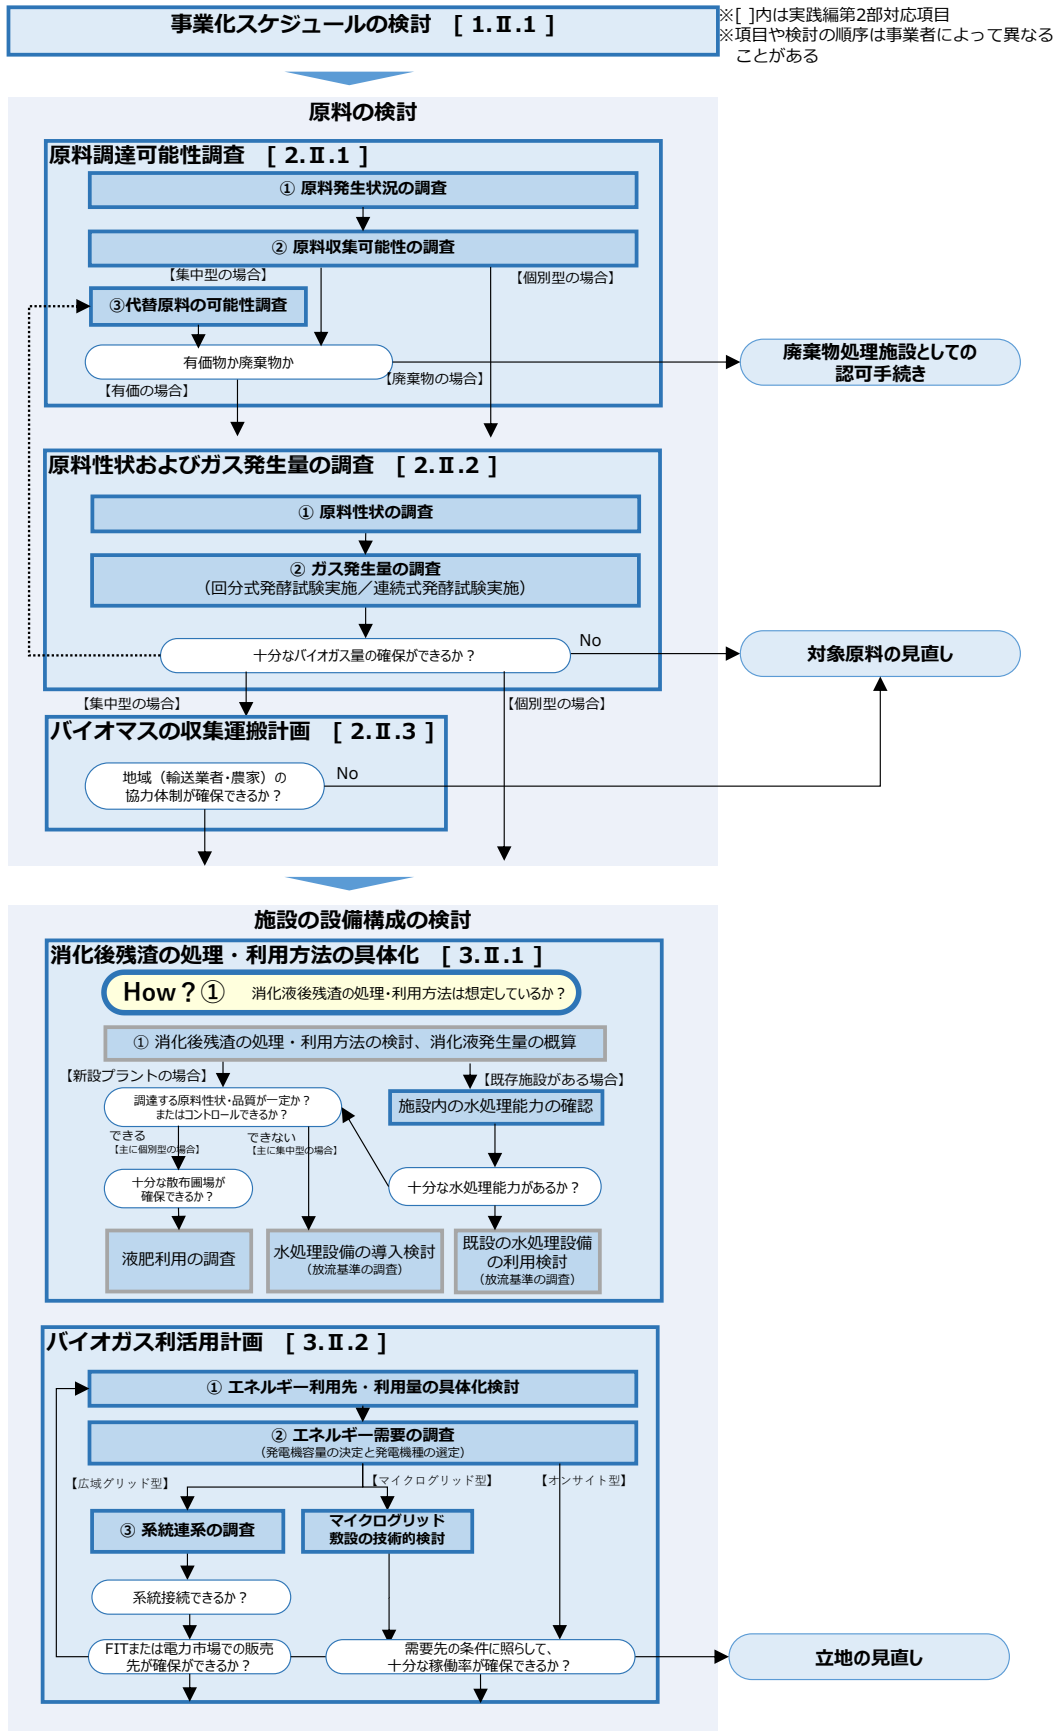 事業化スケジュールの検討 [ 1.Ⅱ.1 ]
※[ ]内は実践編第2部対応項目
※項目や検討の順序は事業者によって異なる
ことがある
原料の検討
原料調達可能性調査 [ 2.Ⅱ.1 ]
① 原料発生状況の調査
② 原料収集可能性の調査
【集中型の場合】
【個別型の場合】
③代替原料の可能性調査
有価物か廃棄物か
【有価の場合】
【廃棄物の場合】
廃棄物処理施設としての
認可手続き
原料性状およびガス発生量の調査 [ 2.Ⅱ.2 ]
① 原料性状の調査
② ガス発生量の調査
（回分式発酵試験実施／連続式発酵試験実施）
十分なバイオガス量の確保ができるか？
No
対象原料の見直し
【集中型の場合】
【個別型の場合】
バイオマスの収集運搬計画 [ 2.Ⅱ.3 ]
地域（輸送業者・農家）の
協力体制が確保できるか？
No
施設の設備構成の検討
消化後残渣の処理・利用方法の具体化 [ 3.Ⅱ.1 ]
How？① 消化液後残渣の処理・利用方法は想定しているか？
① 消化後残渣の処理・利用方法の検討、消化液発生量の概算
【新設プラントの場合】
【既存施設がある場合】
調達する原料性状・品質が一定か？
またはコントロールできるか？
施設内の水処理能力の確認
できる
【主に個別型の場合】
できない
【主に集中型の場合】
十分な散布圃場が
確保できるか？
十分な水処理能力があるか？
液肥利用の調査
水処理設備の導入検討
（放流基準の調査）
既設の水処理設備
の利用検討
（放流基準の調査）
バイオガス利活用計画 [ 3.Ⅱ.2 ]
① エネルギー利用先・利用量の具体化検討
② エネルギー需要の調査
（発電機容量の決定と発電機種の選定）
【広域グリッド型】
【マイクログリッド型】
【オンサイト型】
③ 系統連系の調査
マイクログリッド
敷設の技術的検討
系統接続できるか？
FITまたは電力市場での販売
先が確保ができるか？
需要先の条件に照らして、
十分な稼働率が確保できるか？
立地の見直し